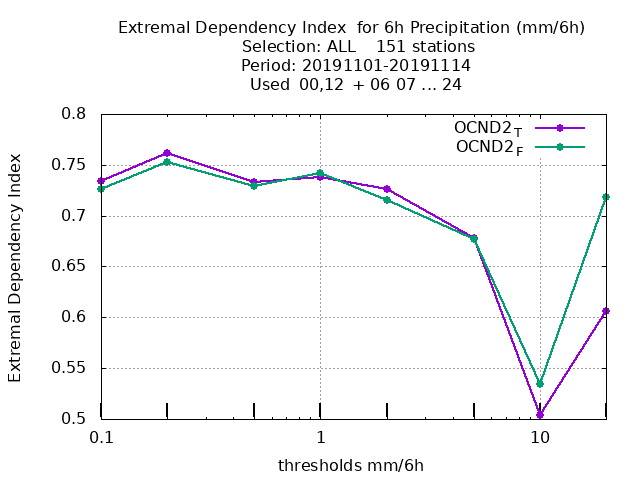 Extremal Dependency Index  for 6h Precipitation (mm/6h)
Selection: ALL    151 stations
Period: 20191101-20191114
Used  00,12  + 06 07 ... 24
OCND2T
OCND2F
0.8
0.75
0.7
0.65
0.6
0.55
0.5
Extremal Dependency Index
0.1
1
10
thresholds mm/6h